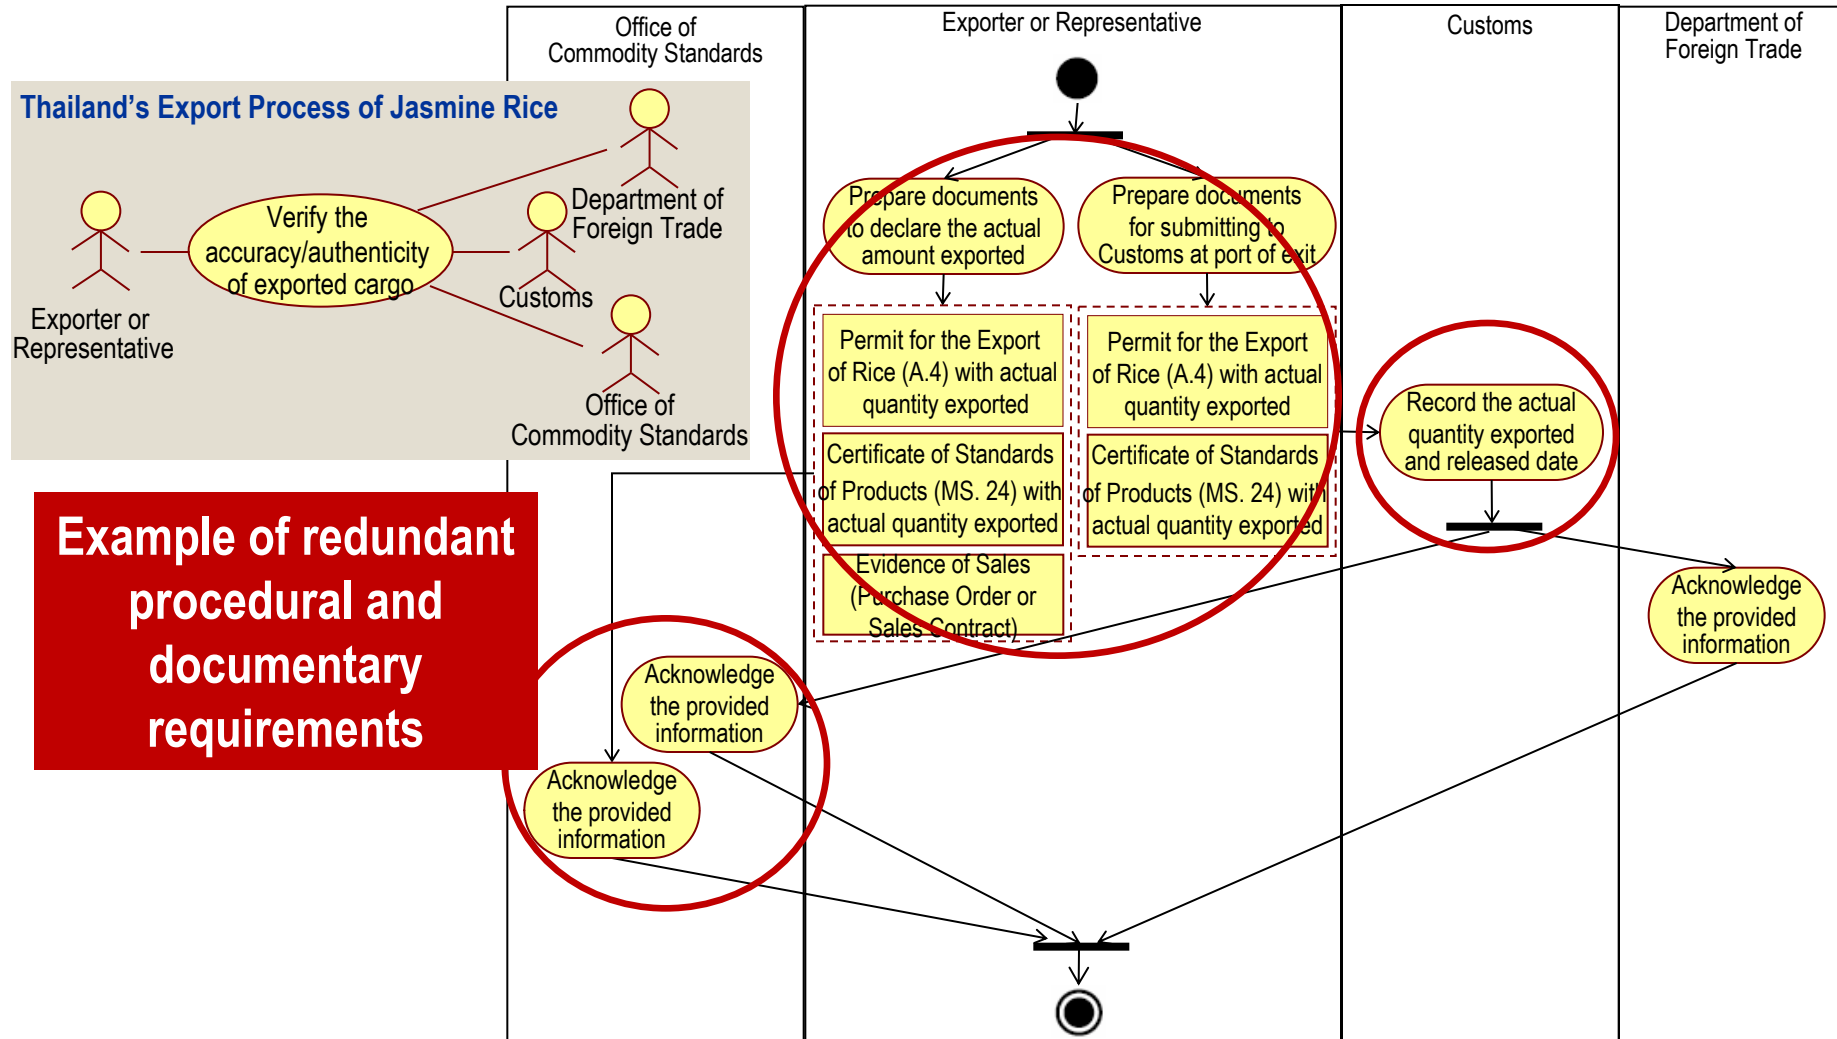 Office of
Commodity Standards
Exporter or Representative
Customs
Department of
Foreign Trade
Thailand's Export Process of Jasmine Rice
Verify the
accuracy/authenticity
of exported cargo
Exporter or
Representative
Department of
Foreign Trade
Customs
Office of
Commodity Standards
Example of redundant
procedural and
documentary
requirements
Prepare documents
to declare the actual
amount exported
Prepare documents
for submitting to
Customs at port of exit
Permit for the Export
of Rice (A.4) with actual
quantity exported
Certificate of Standards
of Products (MS. 24) with
actual quantity exported
Evidence of Sales
(Purchase Order or
Sales Contract)
Permit for the Export
of Rice (A.4) with actual
quantity exported
Certificate of Standards
of Products (MS. 24) with
actual quantity exported
Record the actual
quantity exported
and released date
Acknowledge
the provided
information
Acknowledge
the provided
information
Acknowledge
the provided
information